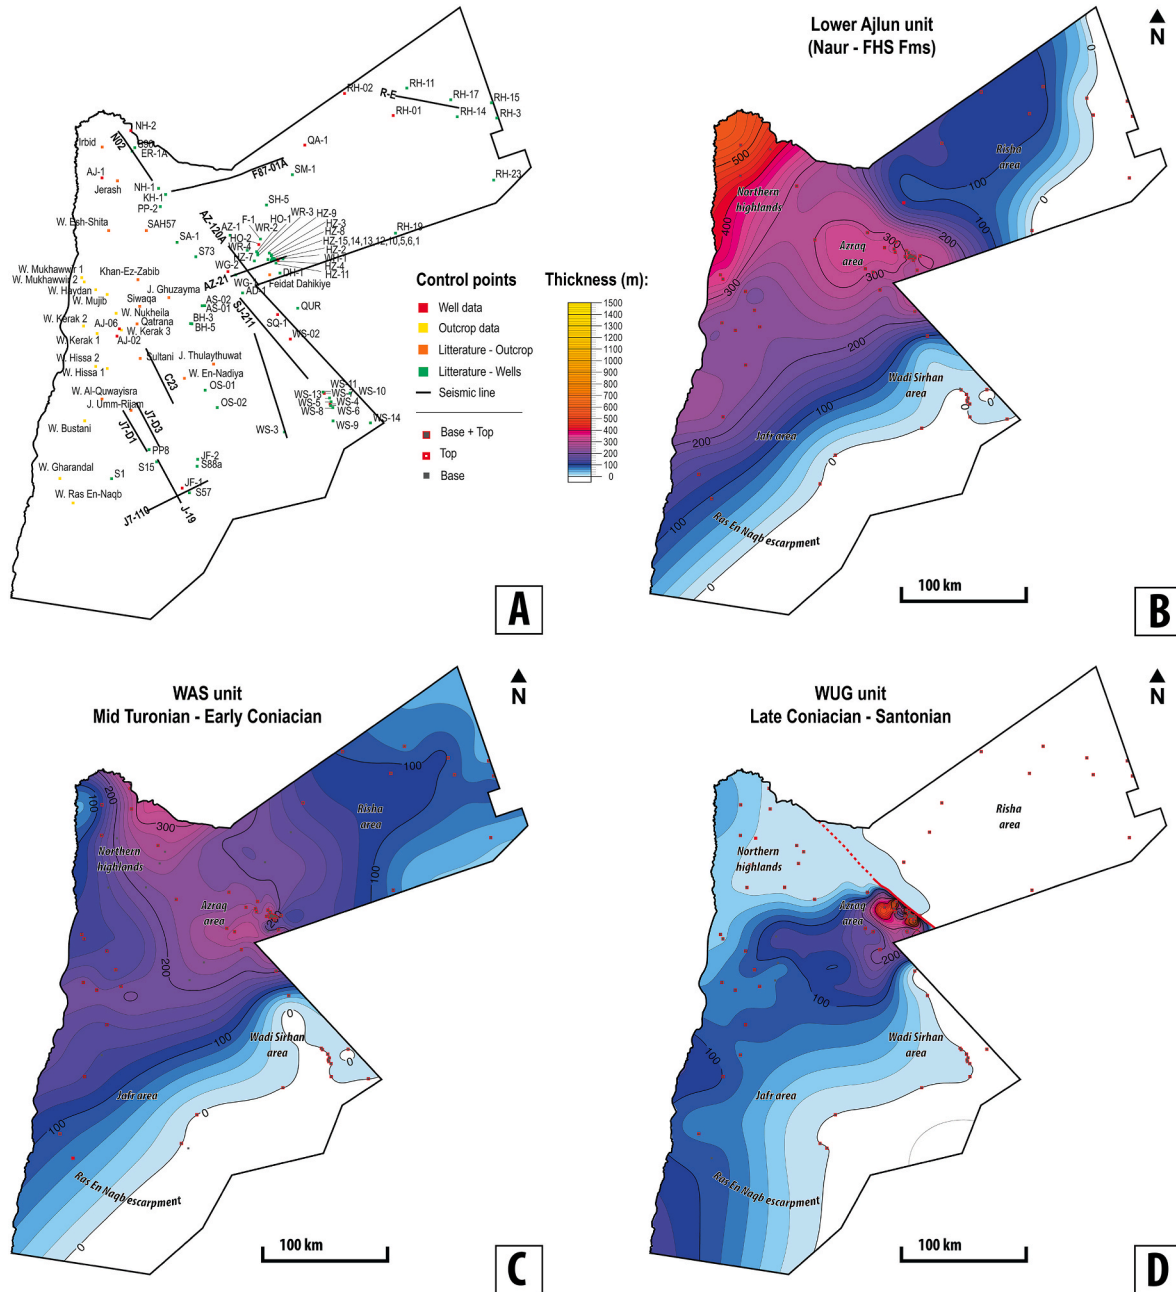 RH-02
RH-11
R-E
RH-17
RH-15
RH-01
RH-14
RH-3
NH-2
N02
Irbid
S90
ER-1A
QA-1
AJ-1
F87-01A
SM-1
Jerash
NH-1
RH-23
KH-1
PP-2
SH-5
W. Esh-Shita
SAH57
AZ-120A
F-1
HO-1
WR-3
HZ-9
HZ-3
HZ-8
AZ-1
WR-2
RH-19
SA-1
HO-2
HZ-15,14,13,12,10,5,6,1
WR-4
HZ-2
S73
HZ-7
WH-1
WG-2
HZ-4
W. Mukhawwir 1
Khan-Ez-Zabib
HZ-11
W. Mukhawwir 2
AZ-21
DH-1
W. Haydan
J. Ghuzayma
Feidat Dahikiye
W. Mujib
Siwaqa
AS-02
AD-1
W. Nukheila
AS-01
SJ-211
QUR
W. Kerak 2
AJ-06
Qatrana
BH-3
SQ-1
W. Kerak 3
BH-5
W. Kerak 1
AJ-02
WS-02
W. Hissa 2
Sultani
J. Thulaythuwat
W. Hissa 1
W. En-Nadiya
C23
OS-01
WS-11
WS-10
W. Al-Quwayisra
WS-13
WS-5
WS-4
J. Umm-Rijam
OS-02
WS-8
WS-6
J7-D3
WS-9
WS-14
W. Bustani
J7-D1
WS-3
PP8
JF-2
W. Gharandal
S15
S88a
S1
JF-1
W. Ras En-Naqb
S57
J7-110
J-19
Control points
Well data
Outcrop data
Litterature - Outcrop
Litterature - Wells
Seismic line
Base + Top
Top
Base
Thickness (m):
1500
1400
1300
1200
1100
1000
900
800
700
600
500
400
300
200
100
0
A
Lower Ajlun unit
(Naur - FHS Fms)
N
0
500
Risha
area
100
Northern
highlands
400
300
Azraq
area
300
300
200
0
Wadi Sirhan
area
0
100
200
Jafr area
0
100
Ras En Naqb escarpment
0
100 km
B
WAS unit
Mid Turonian - Early Coniacian
N
100
100
200
300
Risha
area
Northern
highlands
100
Azraq
area
200
200
100
0
Wadi Sirhan
area
0
Jafr area
0
100
Ras En Naqb escarpment
0
100 km
C
WUG unit
Late Coniacian - Santonian
N
Risha
area
Northern
highlands
Azraq
area
200
100
Wadi Sirhan
area
100
Jafr area
Ras En Naqb escarpment
100 km
D